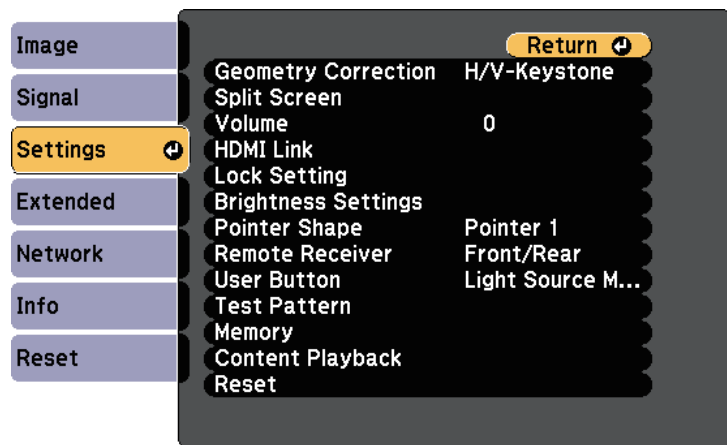 Image
Signal
Settings
Extended
Network
Info
Reset
Return
Geometry Correction H/V-Keystone
Split Screen
Volume 0
HDMI Link
Lock Setting
Brightness Settings
Pointer Shape Pointer 1
Remote Receiver Front/Rear
User Button Light Source M...
Test Pattern
Memory
Content Playback
Reset